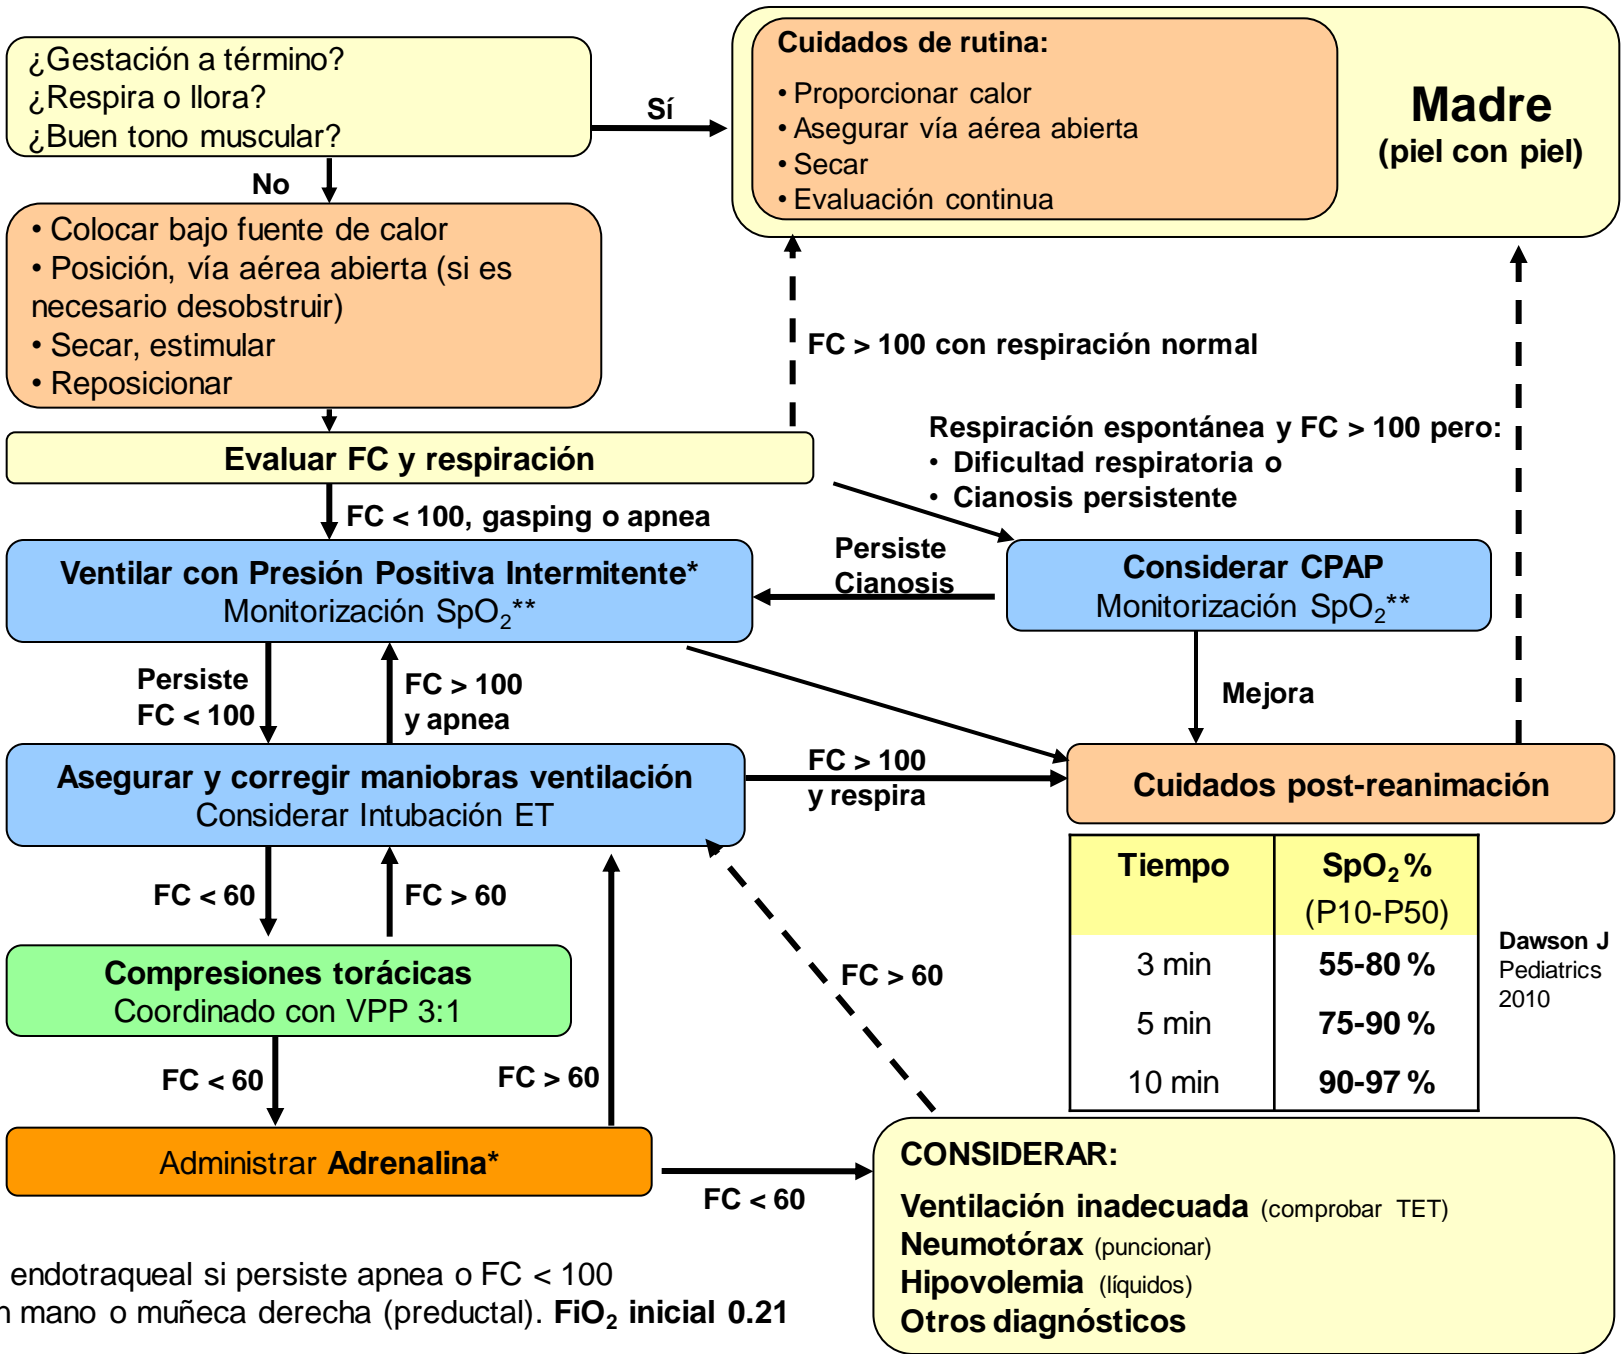 ¿Gestación a término?
¿Respira o llora?
¿Buen tono muscular?
Sí
Cuidados de rutina:
• Proporcionar calor
• Asegurar vía aérea abierta
• Secar
• Evaluación continua
Madre
(piel con piel)
No
• Colocar bajo fuente de calor
• Posición, vía aérea abierta (si es
necesario desobstruir)
• Secar, estimular
• Reposicionar
FC > 100 con respiración normal
Evaluar FC y respiración
Respiración espontánea y FC > 100 pero:
• Dificultad respiratoria o
• Cianosis persistente
FC < 100, gasping o apnea
Ventilar con Presión Positiva Intermitente*
Monitorización SpO₂**
Persiste
Cianosis
Considerar CPAP
Monitorización SpO₂**
Persiste
FC < 100
FC > 100
y apnea
Mejora
Asegurar y corregir maniobras ventilación
Considerar Intubación ET
FC > 100
y respira
Cuidados post-reanimación
FC < 60
FC > 60
Compresiones torácicas
Coordinado con VPP 3:1
FC < 60
FC > 60
FC > 60
Tiempo SpO₂ %
(P10-P50)
3 min 55-80 %
5 min 75-90 %
10 min 90-97 %
Dawson J
Pediatrics
2010
Administrar Adrenalina*
FC < 60
CONSIDERAR:
Ventilación inadecuada (comprobar TET)
Neumotórax (puncionar)
Hipovolemia (líquidos)
Otros diagnósticos
endotraqueal si persiste apnea o FC < 100
mano o muñeca derecha (preductal). FiO₂ inicial 0.21